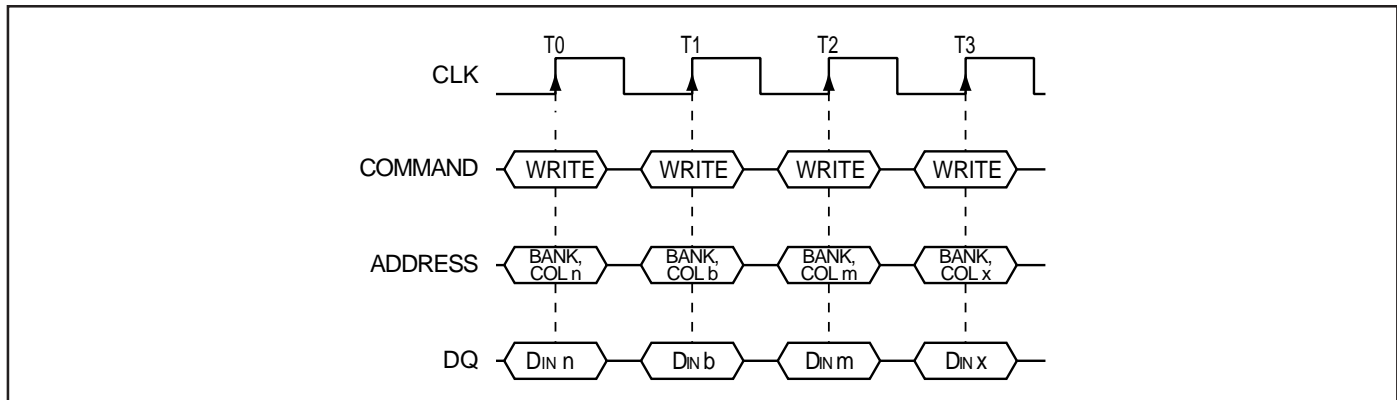 T0 T1 T2 T3
CLK
COMMAND WRITE WRITE WRITE WRITE
ADDRESS BANK, COL n BANK, COL b BANK, COL m BANK, COL x
DQ DIN n DIN b DIN m DIN x